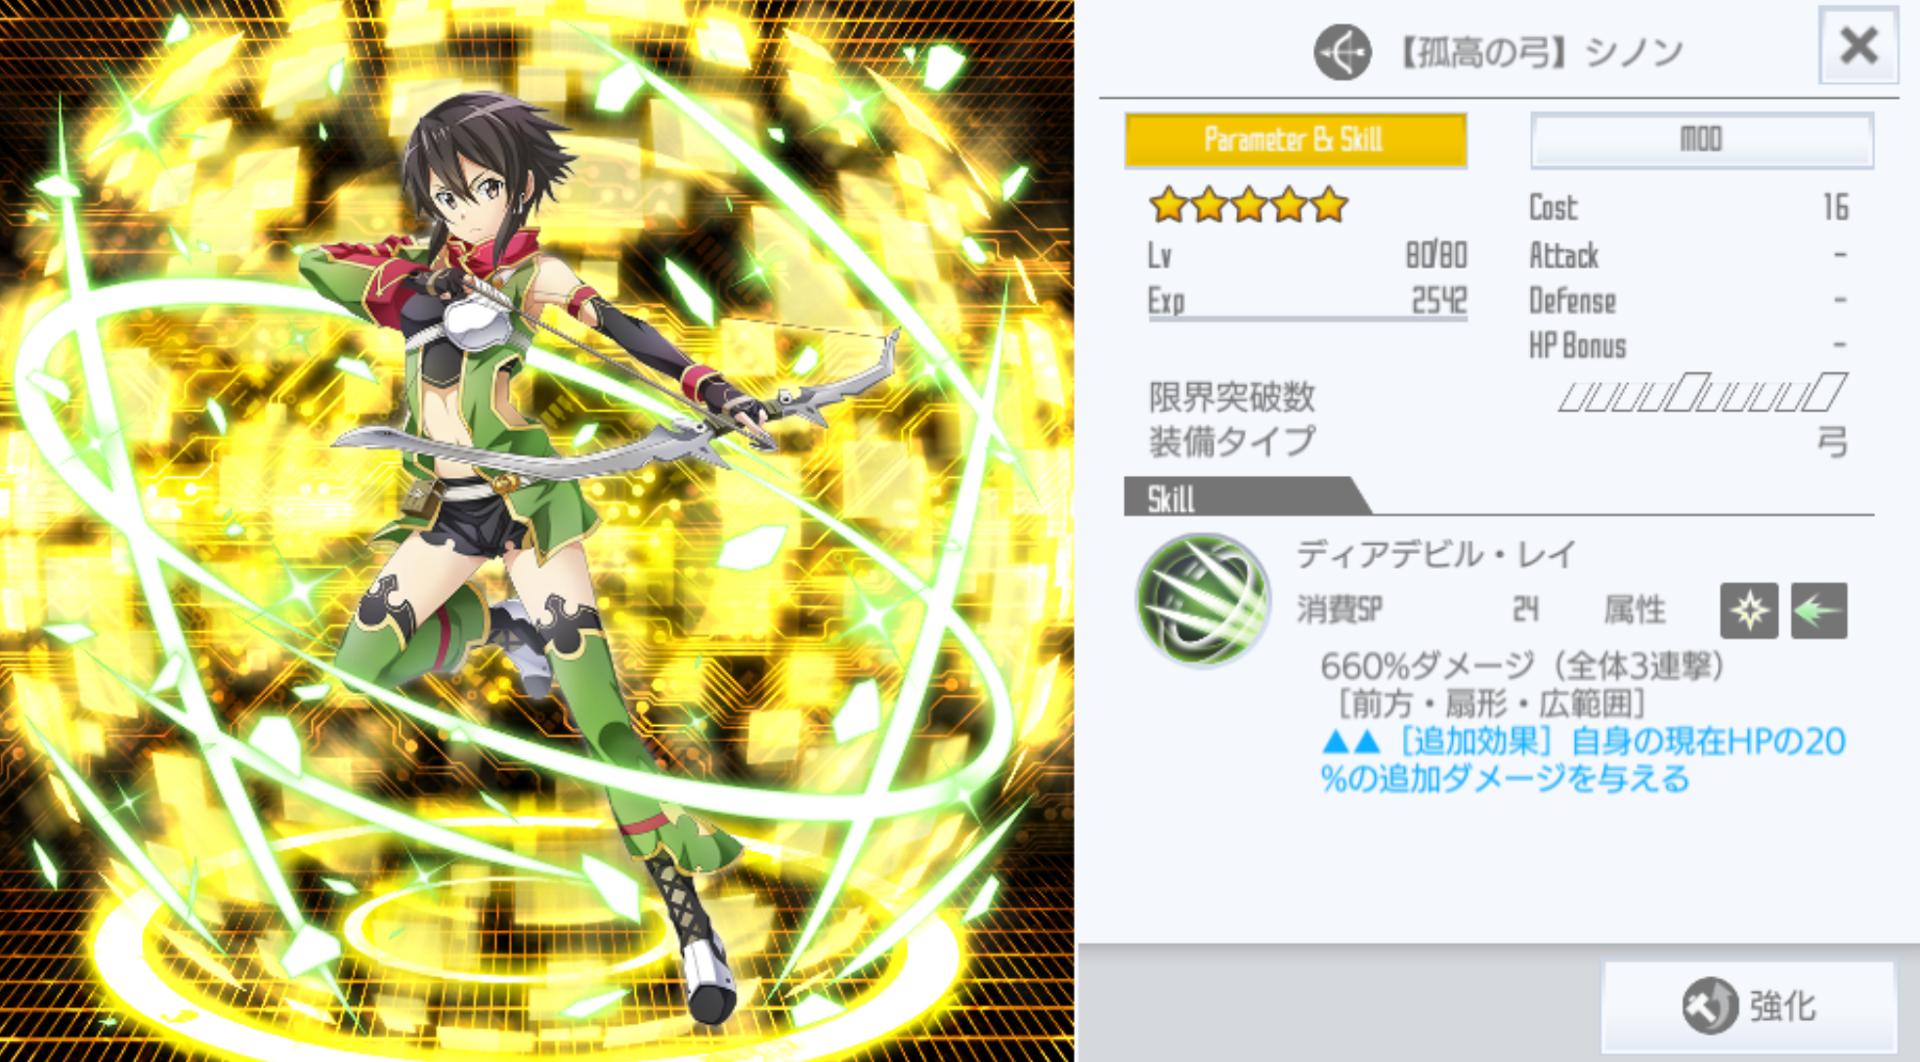 【孤高の弓】シノン
Parameter & Skill
MOD
Cost 16
Lv 80/80
Attack -
Exp 2542
Defense -
HP Bonus -
限界突破数
装備タイプ 弓
Skill
ディアデビル・レイ
消費SP 24 属性
660%ダメージ（全体3連撃）
［前方・扇形・広範囲］
▲▲［追加効果］自身の現在HPの20
%の追加ダメージを与える
強化